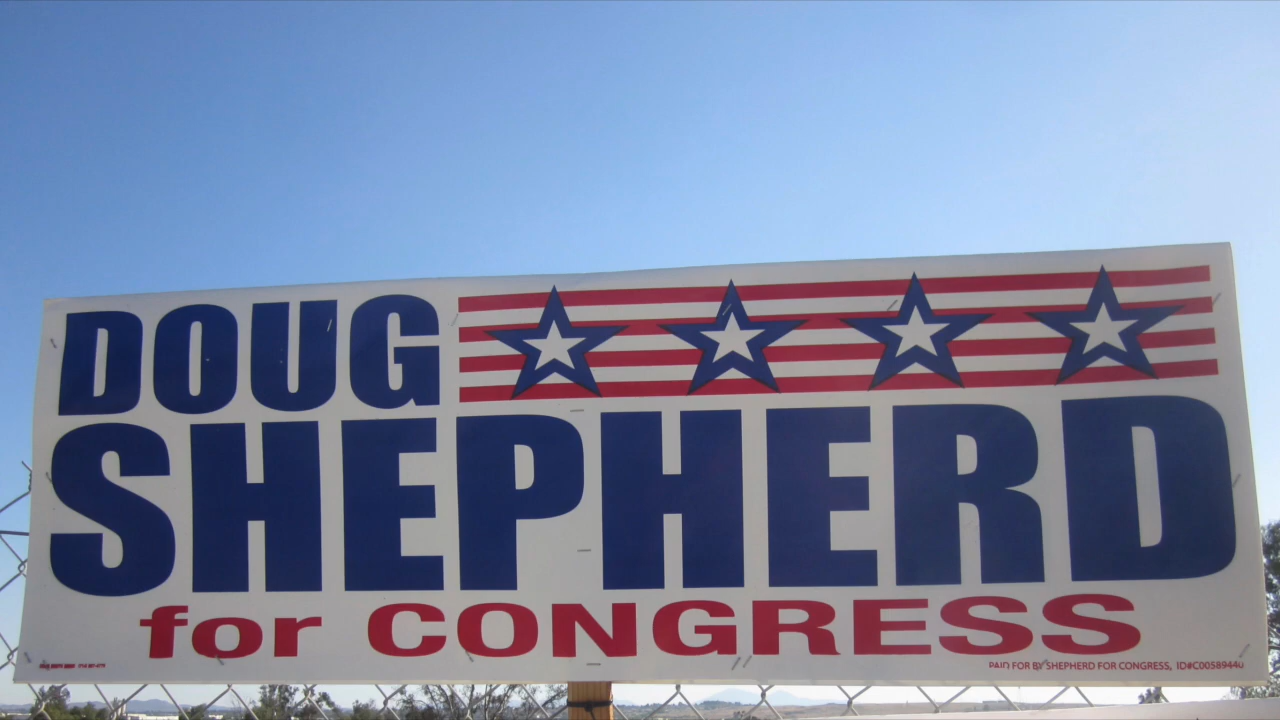 DOUG
SHEPHERD
for CONGRESS
PAID FOR BY SHEPHERD FOR CONGRESS, ID#C00589440